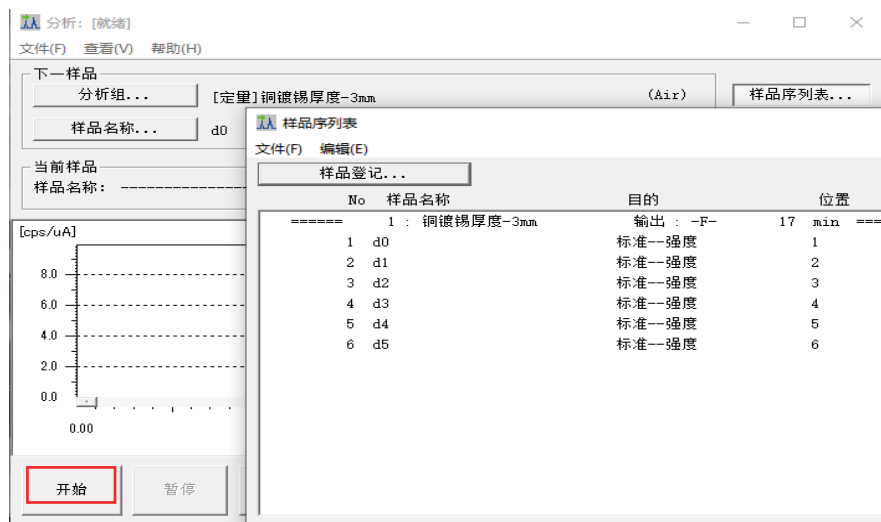 分析: [就绪]
文件(F) 查看(V) 帮助(H)
下一样品
分析组... [定量]铜镀锡厚度-3mm (Air) 样品序列表...
样品名称... d0
当前样品
样品名称: ----------------
样品序列表
文件(F) 编辑(E)
样品登记...
No 样品名称 目的 位置
====== 1 : 铜镀锡厚度-3mm 输出 : -F- 17 min ===
1 d0 标准--强度 1
2 d1 标准--强度 2
3 d2 标准--强度 3
4 d3 标准--强度 4
5 d4 标准--强度 5
6 d5 标准--强度 6
[cps/uA]
8.0
6.0
4.0
2.0
0.0
0.00
开始 暂停